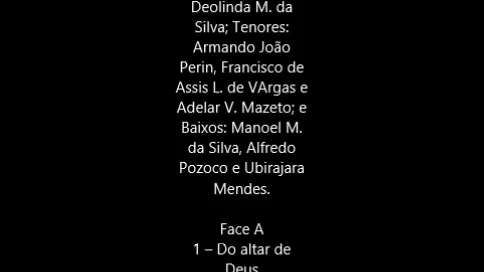 Deolinda M. da
Silva; Tenores:
Armando João
Perin, Francisco de
Assis L. de VArgas e
Adelar V. Mazeto; e
Baixos: Manoel M.
da Silva, Alfredo
Pozoco e Ubirajara
Mendes.
Face A
1 – Do altar de
Deus